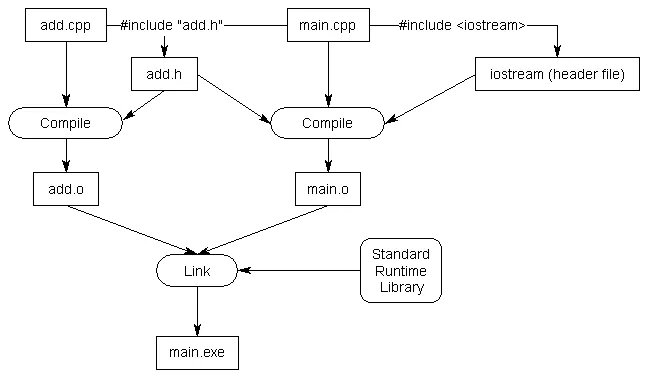 add.cpp
#include "add.h"
main.cpp
#include <iostream>
add.h
iostream (header file)
Compile
Compile
add.o
main.o
Link
Standard
Runtime
Library
main.exe